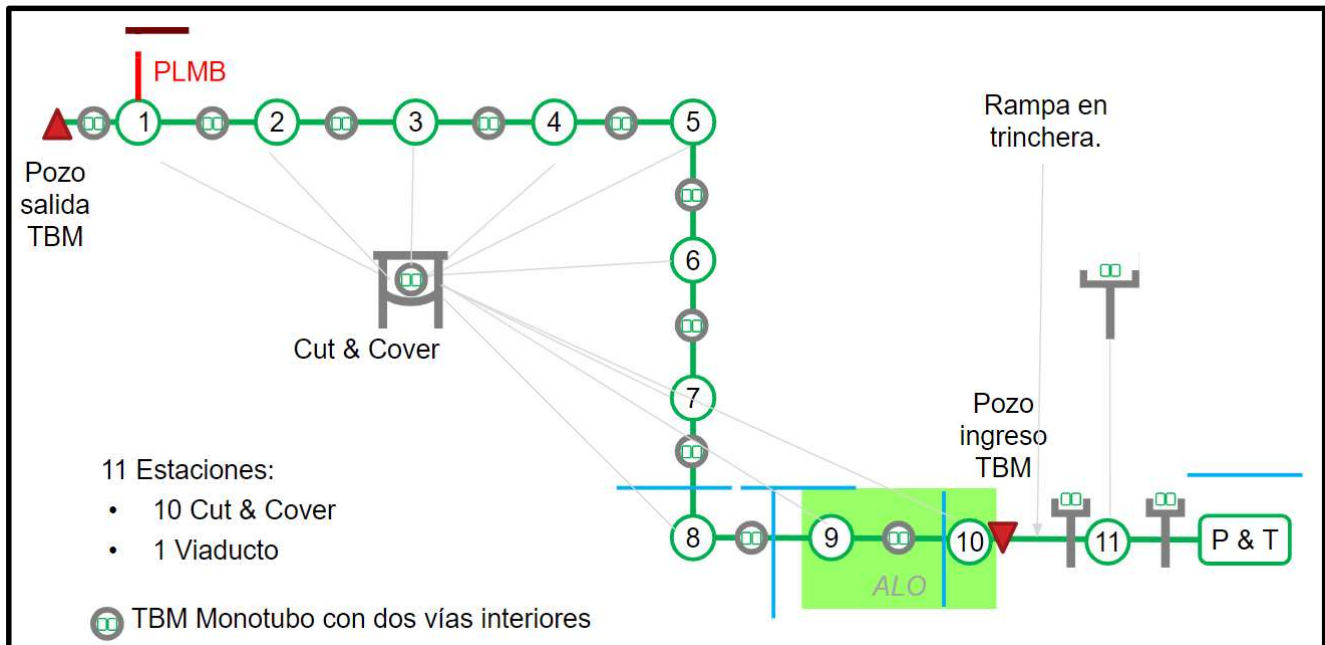 PLMB
1
2
3
4
5
Pozo
salida
TBM
Rampa en
trinchera.
6
Cut & Cover
7
Pozo
ingreso
TBM
11 Estaciones:
• 10 Cut & Cover
• 1 Viaducto
8
9
10
11
P & T
ALO
TBM Monotubo con dos vías interiores